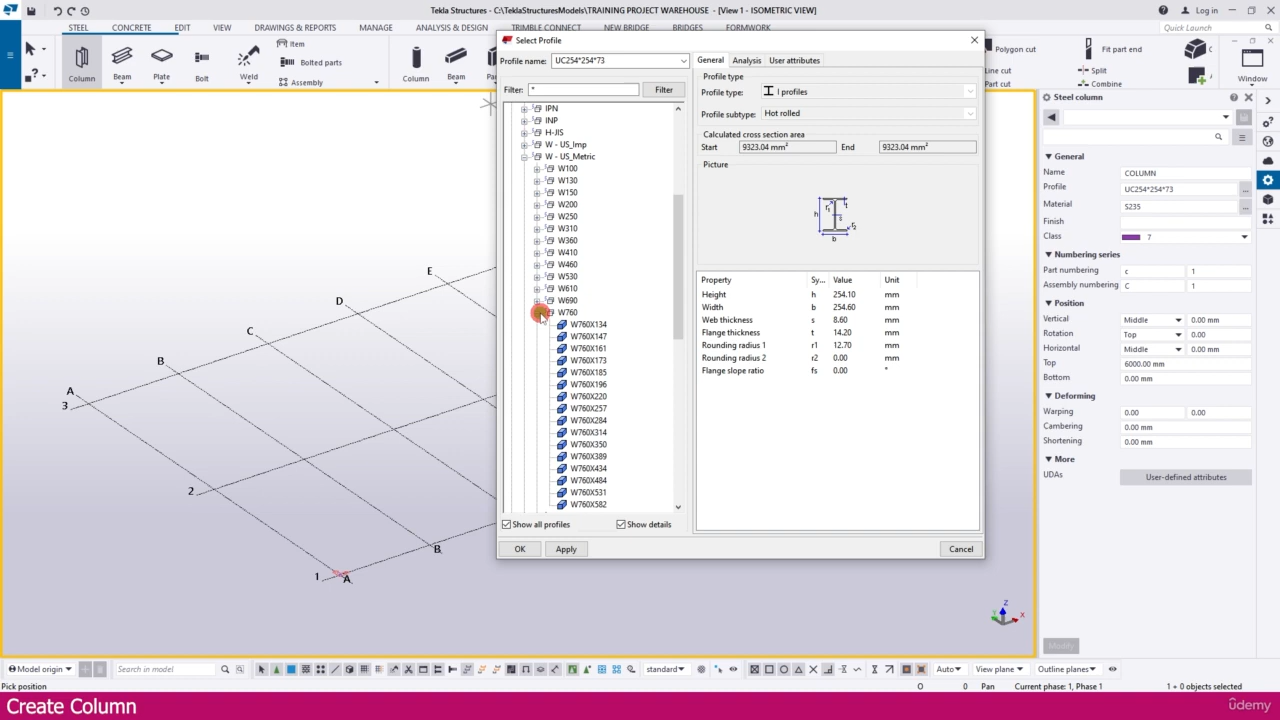 Tekla Structures - C:\TeklaStructuresModels\TRAINING PROJECT WAREHOUSE - [View 1 - ISOMETRIC VIEW]
Log in
STEEL
CONCRETE
EDIT
VIEW
DRAWINGS & REPORTS
MANAGE
ANALYSIS & DESIGN
TRIMBLE CONNECT
NEW BRIDGE
BRIDGES
FORMWORK
Quick Launch
Column
Beam
Plate
Bolt
Weld
Item
Bolted parts
Assembly
Column
Beam
Polygon cut
Line cut
Part cut
Fit part end
Split
Combine
Window
Select Profile
Profile name:
UC254*254*73
Filter:
*
Filter
IPN
INP
H-JIS
W - US_Imp
W - US_Metric
W100
W130
W150
W200
W250
W310
W360
W410
W460
W530
W610
W690
W760
W760X134
W760X147
W760X161
W760X173
W760X185
W760X196
W760X220
W760X257
W760X284
W760X314
W760X350
W760X389
W760X434
W760X484
W760X531
W760X582
Show all profiles
Show details
OK
Apply
Cancel
General
Analysis
User attributes
Profile type
Profile type:
I profiles
Profile subtype:
Hot rolled
Calculated cross section area
Start
9323.04 mm²
End
9323.04 mm²
Picture
h
b
s
t
r1
r2
Property Sy... Value Unit
Height h 254.10 mm
Width b 254.60 mm
Web thickness s 8.60 mm
Flange thickness t 14.20 mm
Rounding radius 1 r1 12.70 mm
Rounding radius 2 r2 0.00 mm
Flange slope ratio fs 0.00 °
Steel column
General
Name COLUMN
Profile UC254*254*73 ...
Material S235 ...
Finish
Class 7
Numbering series
Part numbering c 1
Assembly numbering C 1
Position
Vertical Middle 0.00 mm
Rotation Top 0.00
Horizontal Middle 0.00 mm
Top 6000.00 mm
Bottom 0.00 mm
Deforming
Warping 0.00 0.00
Cambering 0.00 mm
Shortening 0.00 mm
More
UDAs User-defined attributes
Modify
E
D
C
B
A
3
2
1
A
B
Z
Y
X
Model origin
Search in model
standard
Auto
View plane
Outline planes
Pick position
O
0
Pan
Current phase: 1, Phase 1
1 + 0 objects selected
Create Column
ûdemy